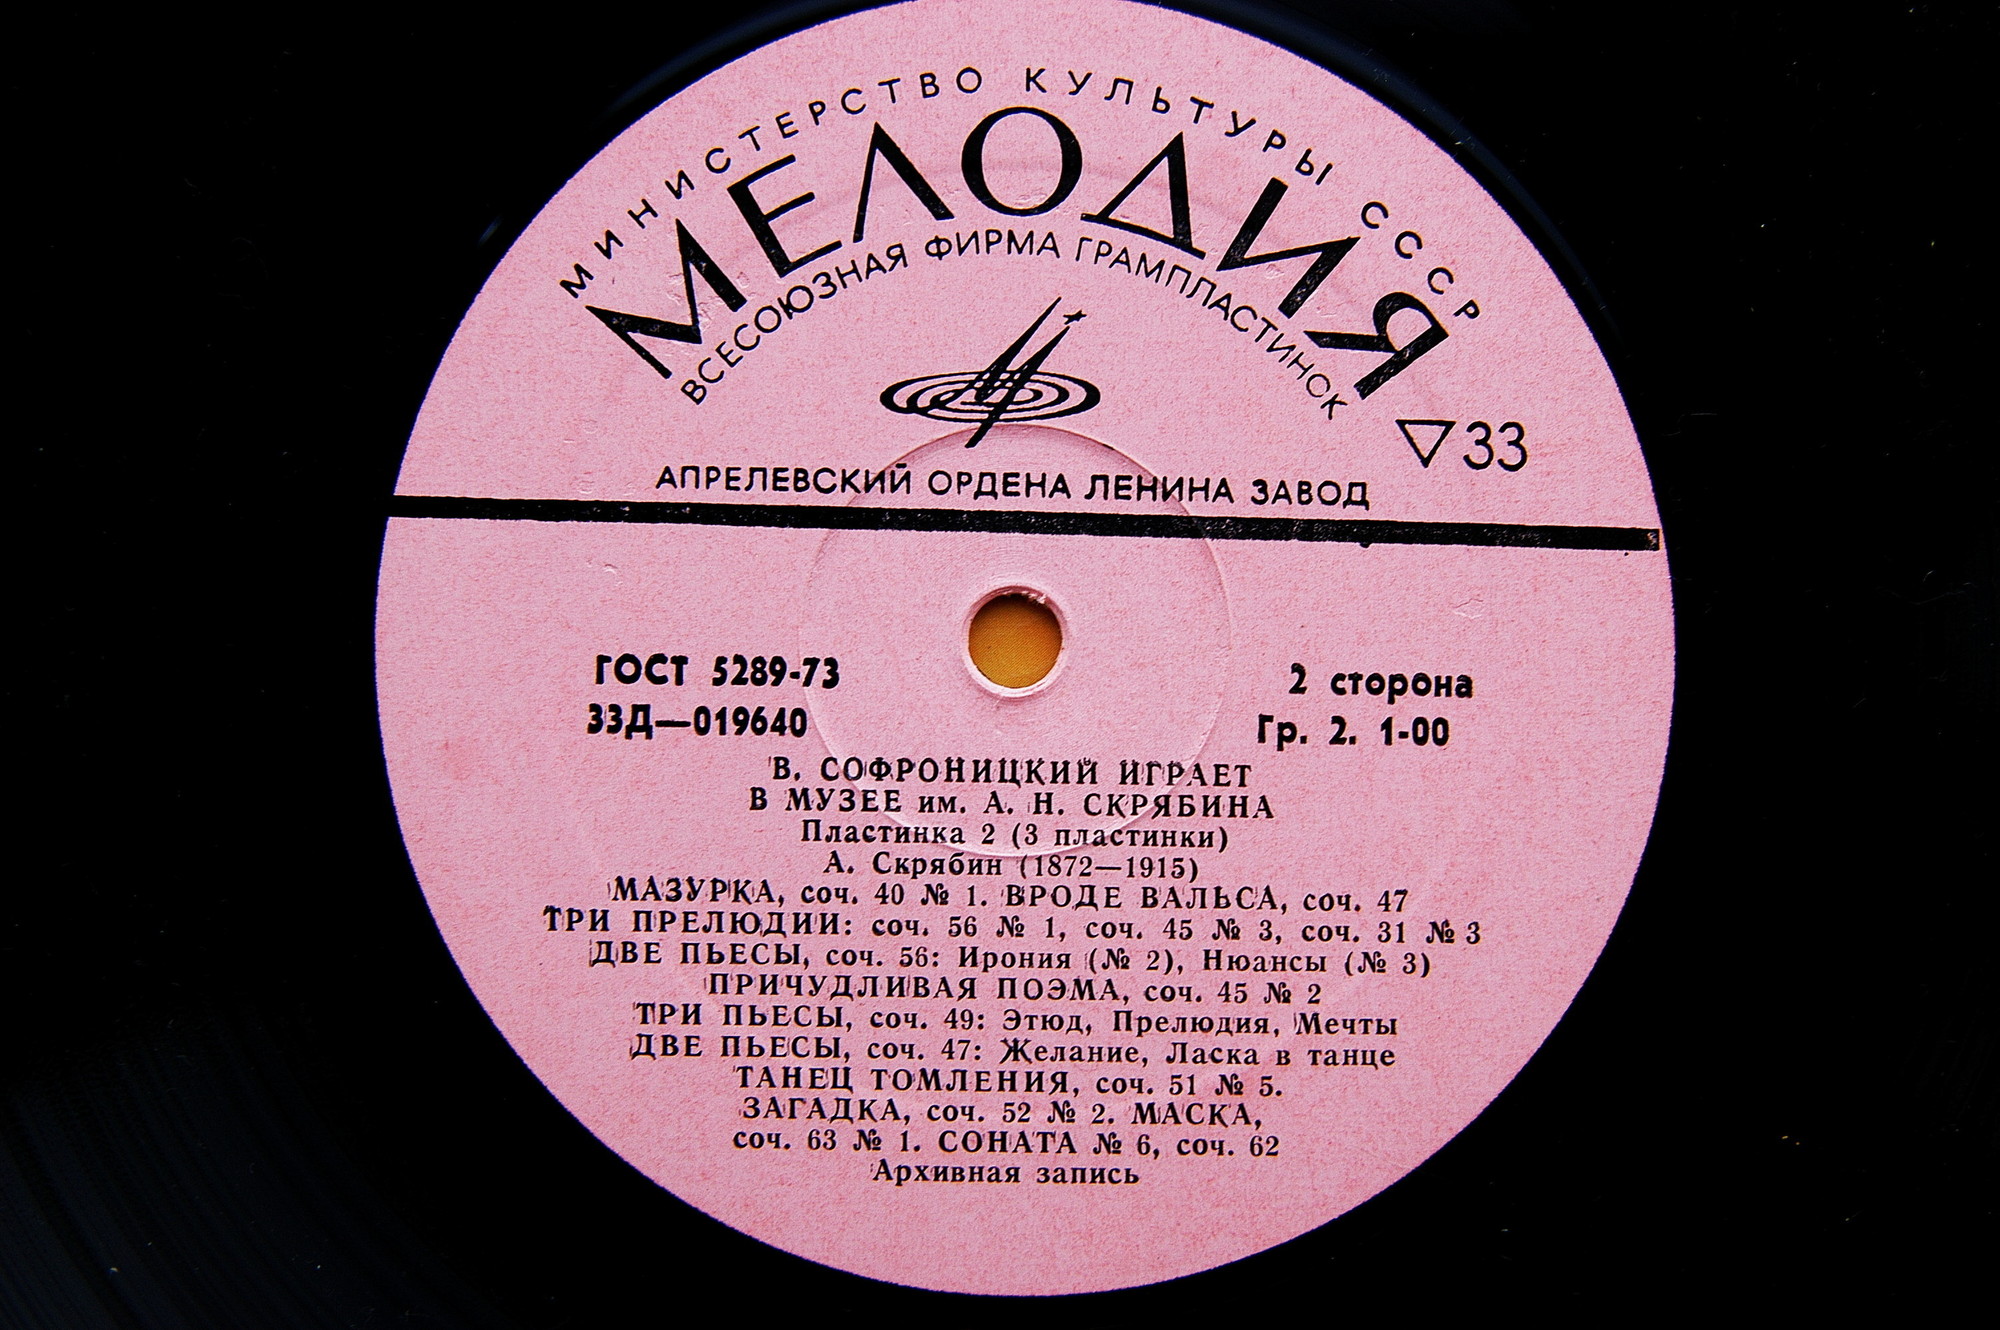 МИНИСТЕРСТВО КУЛЬТУРЫ СССР
МЕЛОДИЯ
ВСЕСОЮЗНАЯ ФИРМА ГРАМПЛАСТИНОК
▽33
АПРЕЛЕВСКИЙ ОРДЕНА ЛЕНИНА ЗАВОД
ГОСТ 5289-73
2 сторона
33Д—019640
Гр. 2. 1-00
В. СОФРОНИЦКИЙ ИГРАЕТ
В МУЗЕЕ им. А. Н. СКРЯБИНА
Пластинка 2 (3 пластинки)
А. Скрябин (1872—1915)
МАЗУРКА, соч. 40 № 1. ВРОДЕ ВАЛЬСА, соч. 47
ТРИ ПРЕЛЮДИИ: соч. 56 № 1, соч. 45 № 3, соч. 31 № 3
ДВЕ ПЬЕСЫ, соч. 56: Ирония (№ 2), Нюансы (№ 3)
ПРИЧУДЛИВАЯ ПОЭМА, соч. 45 № 2
ТРИ ПЬЕСЫ, соч. 49: Этюд, Прелюдия, Мечты
ДВЕ ПЬЕСЫ, соч. 47: Желание, Ласка в танце
ТАНЕЦ ТОМЛЕНИЯ, соч. 51 № 5.
ЗАГАДКА, соч. 52 № 2. МАСКА,
соч. 63 № 1. СОНАТА № 6, соч. 62
Архивная запись